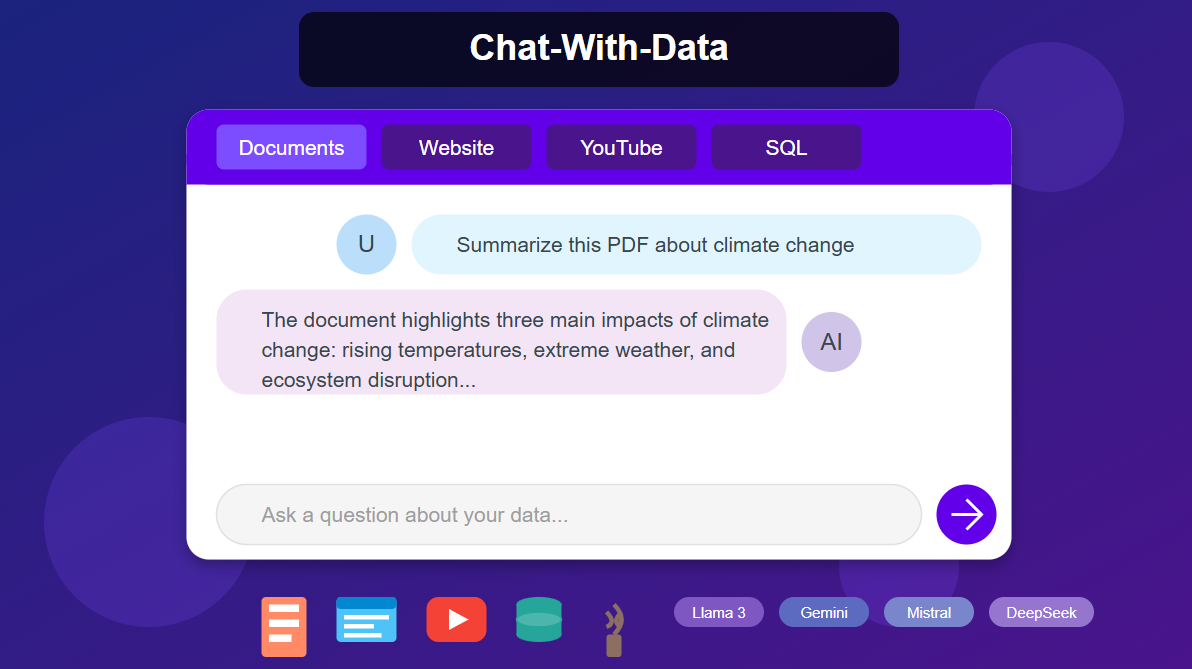 Chat-With-Data
Documents
Website
YouTube
SQL
U
Summarize this PDF about climate change
The document highlights three main impacts of climate
change: rising temperatures, extreme weather, and
ecosystem disruption...
AI
Ask a question about your data...
Llama 3
Gemini
Mistral
DeepSeek